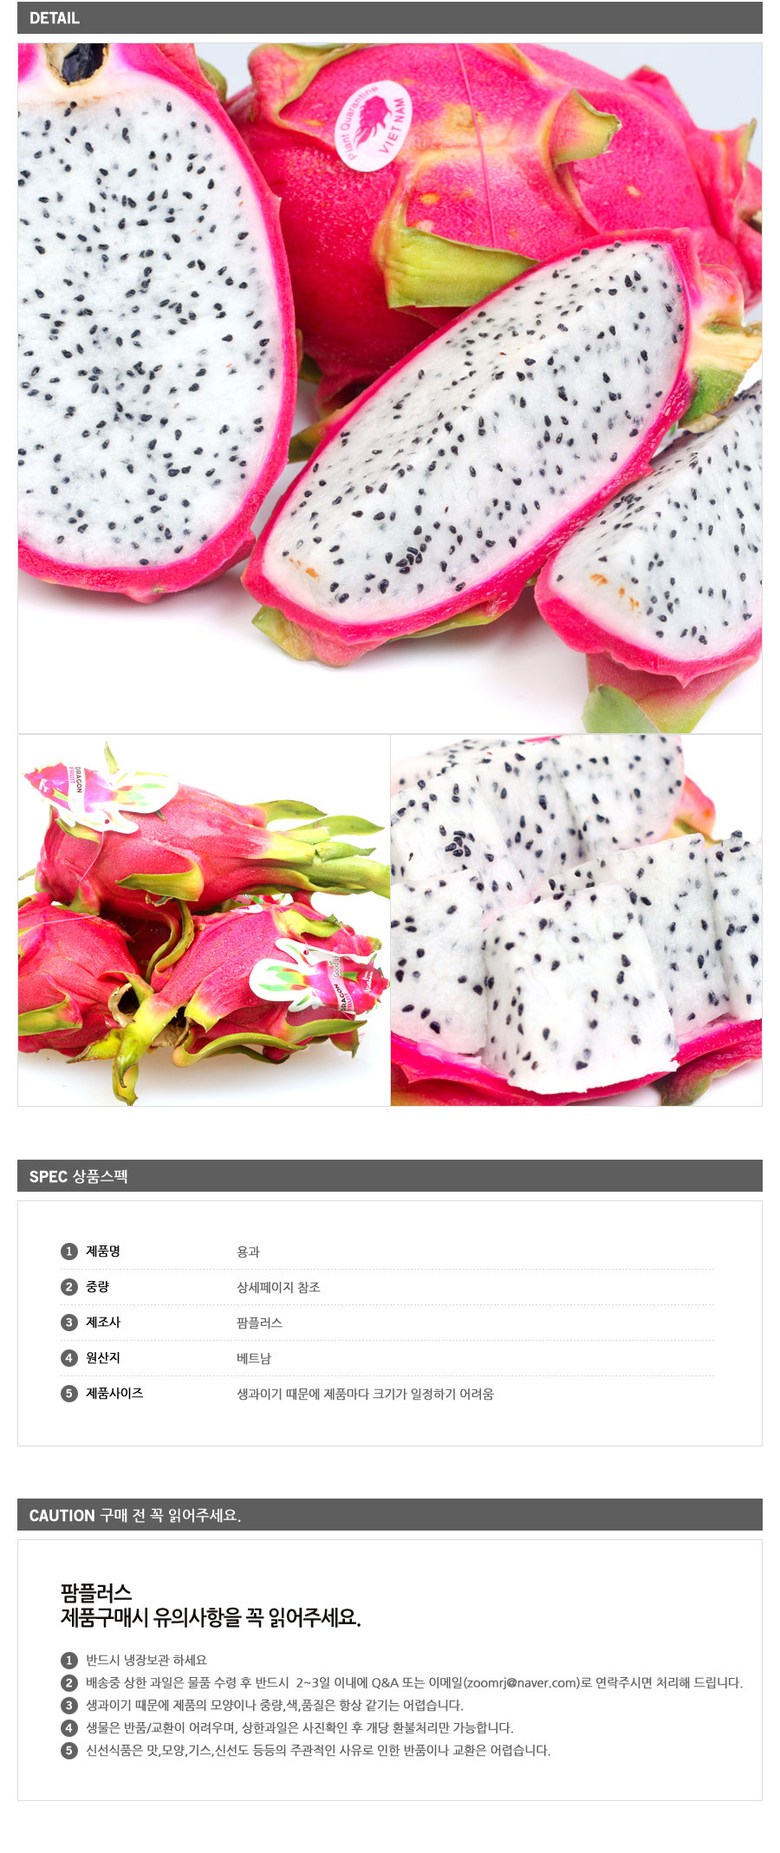 DETAIL
Plant Quarantine
VIET NAM
DRAGON
FRUIT
DRAGON
SPEC 상품스펙
1 제품명 용과
2 중량 상세페이지 참조
3 제조사 팜플러스
4 원산지 베트남
5 제품사이즈 생과이기 때문에 제품마다 크기가 일정하기 어려움
CAUTION 구매 전 꼭 읽어주세요.
팜플러스
제품구매시 유의사항을 꼭 읽어주세요.
1 반드시 냉장보관 하세요
2 배송중 상한 과일은 물품 수령 후 반드시 2~3일 이내에 Q&A 또는 이메일(zoomrj@naver.com)로 연락주시면 처리해 드립니다.
3 생과이기 때문에 제품의 모양이나 중량,색,품질은 항상 같기는 어렵습니다.
4 생물은 반품/교환이 어려우며, 상한과일은 사진확인 후 개당 환불처리만 가능합니다.
5 신선식품은 맛,모양,기스,신선도 등등의 주관적인 사유로 인한 반품이나 교환은 어렵습니다.